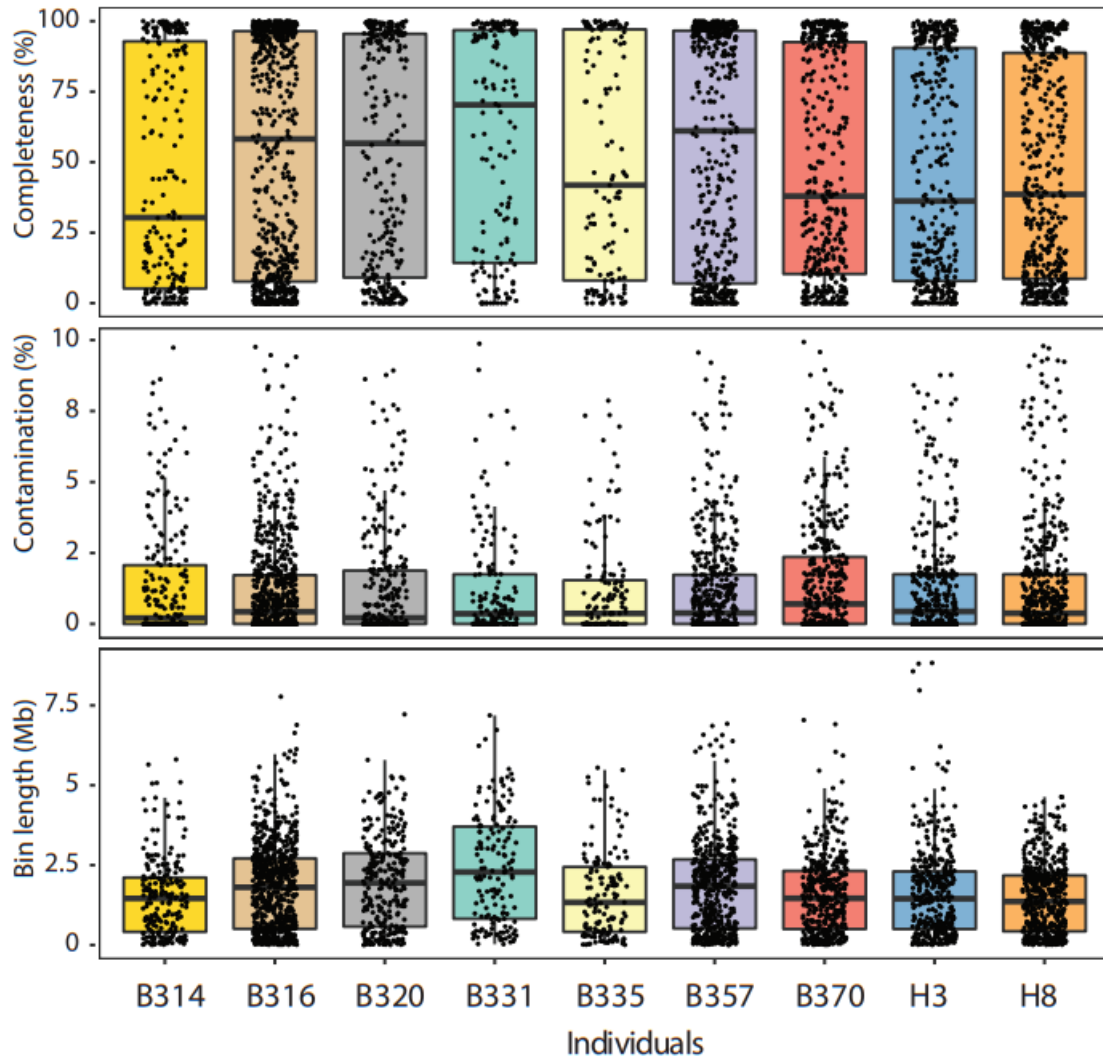 Completeness (%)
100
75
50
25
0
Contamination (%)
10
8
5
2
0
Bin length (Mb)
7.5
5
2.5
0
B314 B316 B320 B331 B335 B357 B370 H3 H8
Individuals